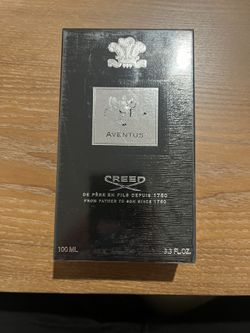 AVENTUS
CREED
DE PÈRE EN FILS DEPUIS 1760
FROM FATHER TO SON SINCE 1760
100 ML 3.3 FL.OZ.